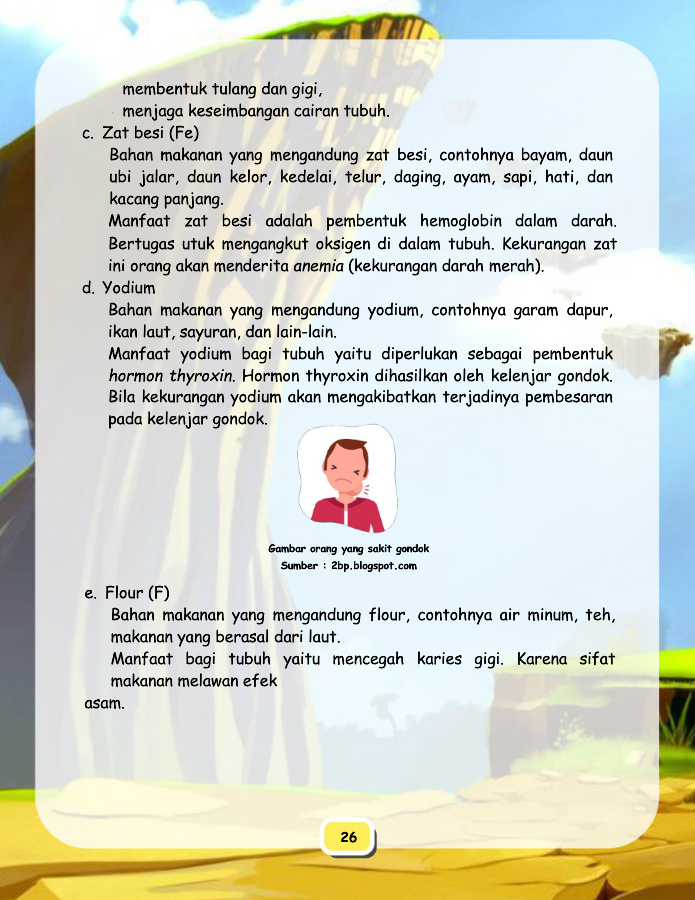 membentuk tulang dan gigi,
menjaga keseimbangan cairan tubuh.
c. Zat besi (Fe)
Bahan makanan yang mengandung zat besi, contohnya bayam, daun
ubi jalar, daun kelor, kedelai, telur, daging, ayam, sapi, hati, dan
kacang panjang.
Manfaat zat besi adalah pembentuk hemoglobin dalam darah.
Bertugas utuk mengangkut oksigen di dalam tubuh. Kekurangan zat
ini orang akan menderita anemia (kekurangan darah merah).
d. Yodium
Bahan makanan yang mengandung yodium, contohnya garam dapur,
ikan laut, sayuran, dan lain-lain.
Manfaat yodium bagi tubuh yaitu diperlukan sebagai pembentuk
hormon thyroxin. Hormon thyroxin dihasilkan oleh kelenjar gondok.
Bila kekurangan yodium akan mengakibatkan terjadinya pembesaran
pada kelenjar gondok.
Gambar orang yang sakit gondok
Sumber : 2bp.blogspot.com
e. Flour (F)
Bahan makanan yang mengandung flour, contohnya air minum, teh,
makanan yang berasal dari laut.
Manfaat bagi tubuh yaitu mencegah karies gigi. Karena sifat
makanan melawan efek
asam.
26